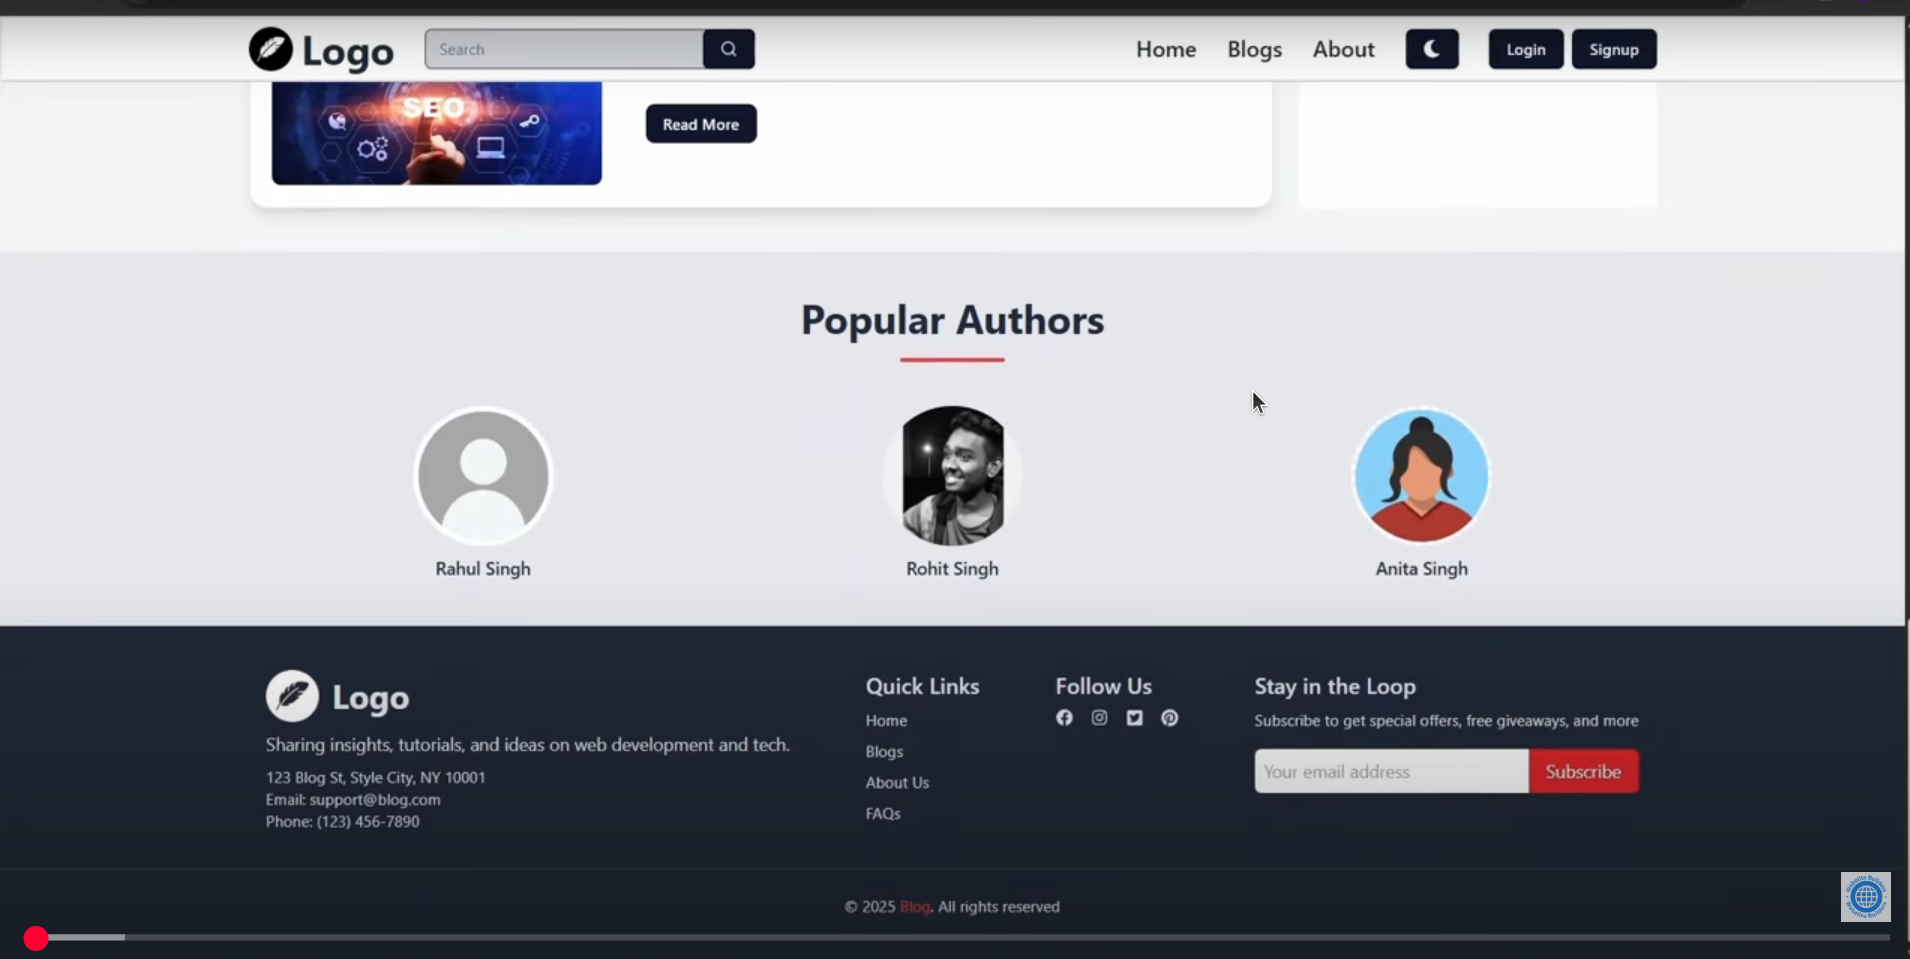 Logo
Search
Home
Blogs
About
Login
Signup
SEO
Read More
Popular Authors
Rahul Singh
Rohit Singh
Anita Singh
Logo
Sharing insights, tutorials, and ideas on web development and tech.
123 Blog St, Style City, NY 10001
Email: support@blog.com
Phone: (123) 456-7890
Quick Links
Home
Blogs
About Us
FAQs
Follow Us
Stay in the Loop
Subscribe to get special offers, free giveaways, and more
Your email address
Subscribe
© 2025 Blog. All rights reserved